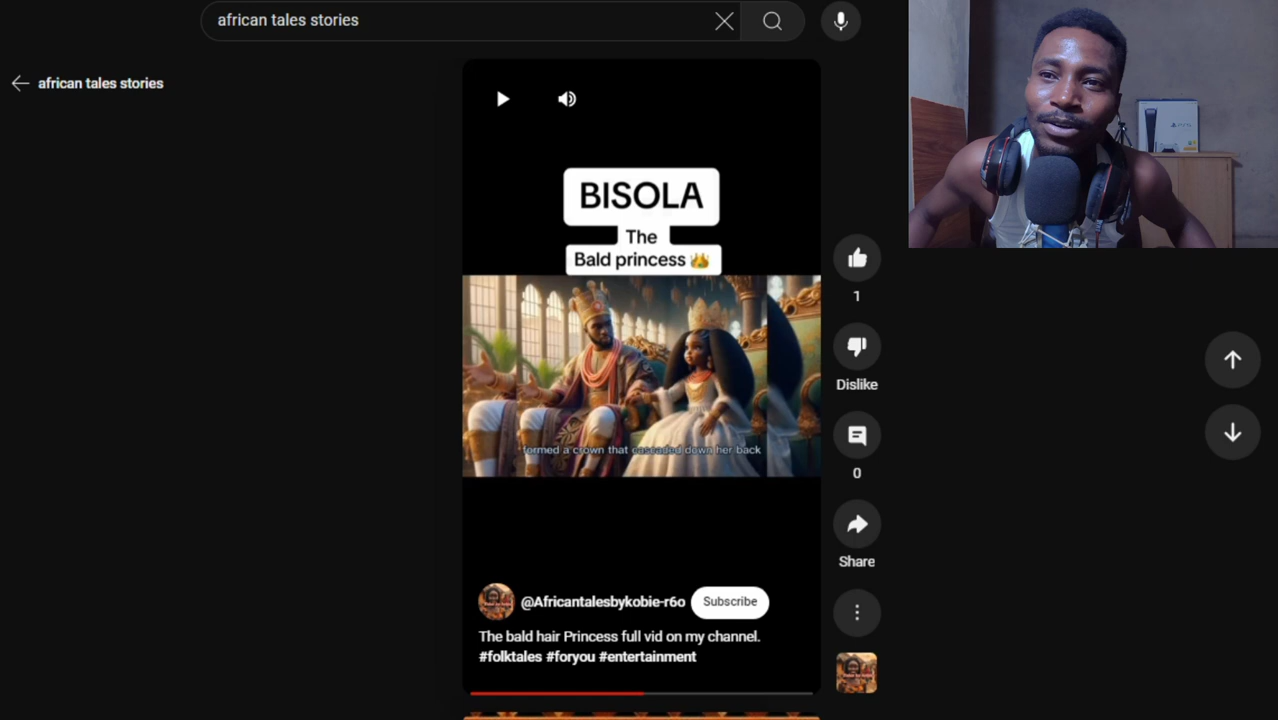 african tales stories
african tales stories
BISOLA
The
Bald princess 👑
formed a crown that cascaded down her back
1
Dislike
0
Share
@Africantalesbykobie-r6o
Subscribe
The bald hair Princess full vid on my channel.
#folktales #foryou #entertainment